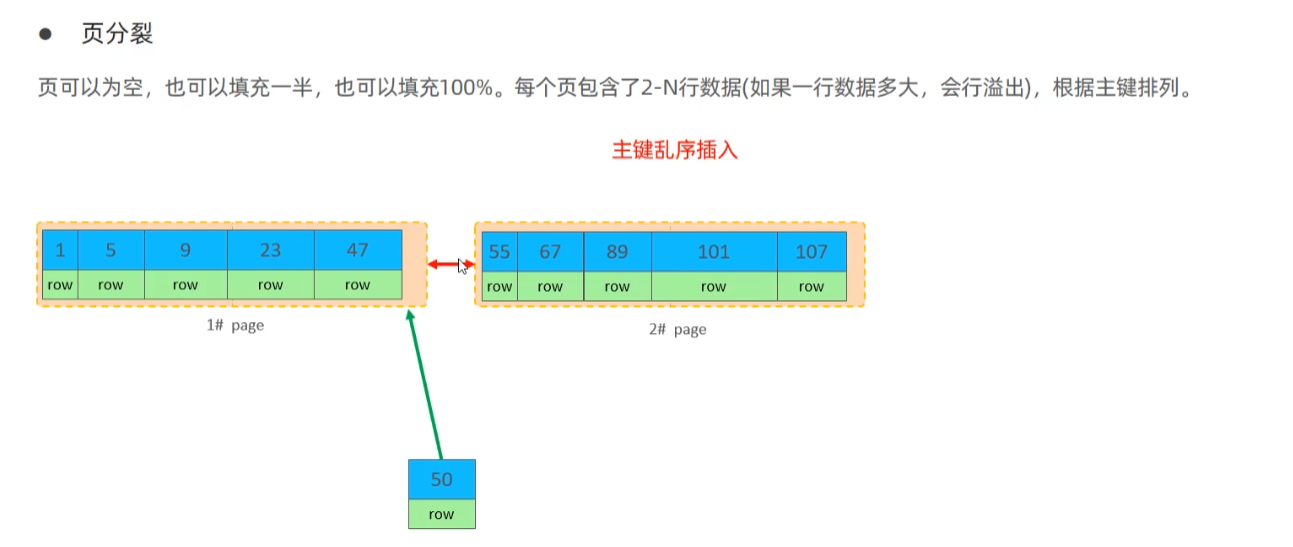 ● 页分裂
页可以为空，也可以填充一半，也可以填充100%。每个页包含了2-N行数据(如果一行数据多大，会行溢出)，根据主键排列。
主键乱序插入
1 5 9 23 47
row row row row row
1# page
55 67 89 101 107
row row row row row
2# page
50
row